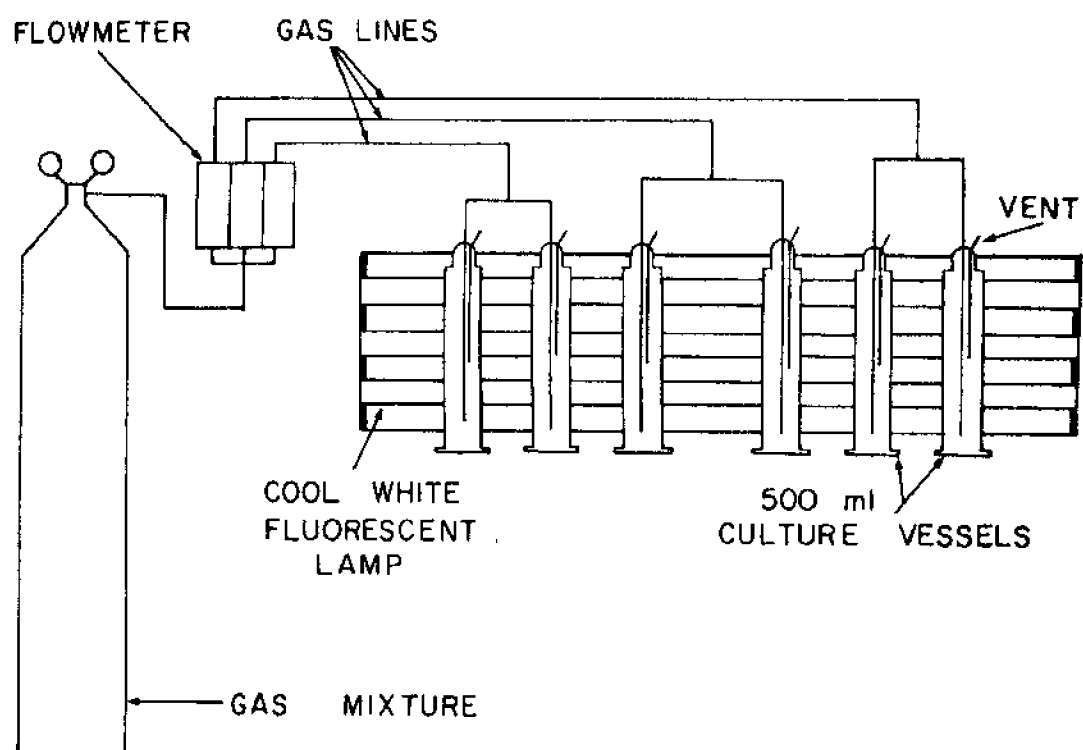 FLOWMETER
GAS LINES
VENT
COOL WHITE
FLUORESCENT
LAMP
500 ml
CULTURE VESSELS
GAS MIXTURE